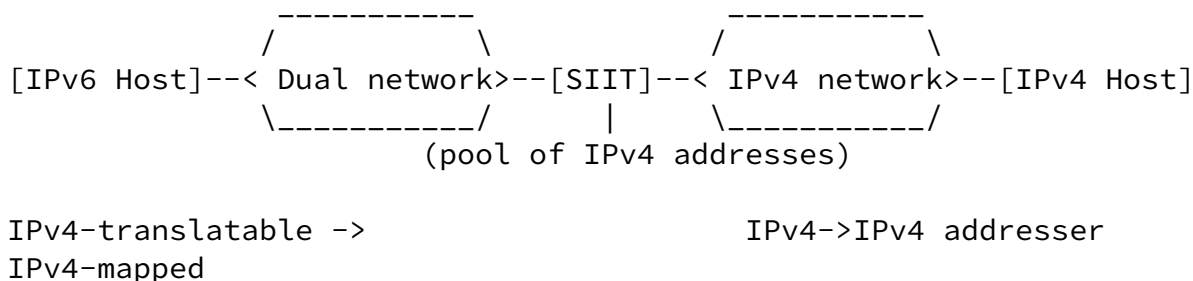 [IPv6 Host]--< Dual network>--[SIIT]--< IPv4 network>--[IPv4 Host]
(pool of IPv4 addresses)
IPv4-translatable -> IPv4->IPv4 addresser
IPv4-mapped